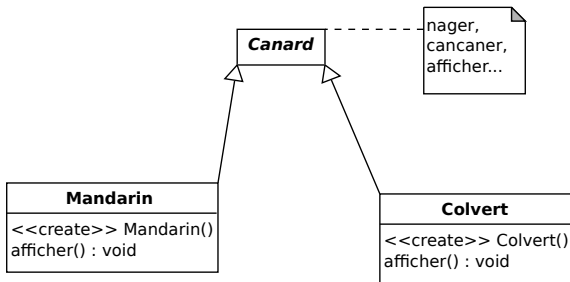 Canard
nager,
cancaner,
afficher...
Mandarin
<<create>> Mandarin()
afficher() : void
Colvert
<<create>> Colvert()
afficher() : void